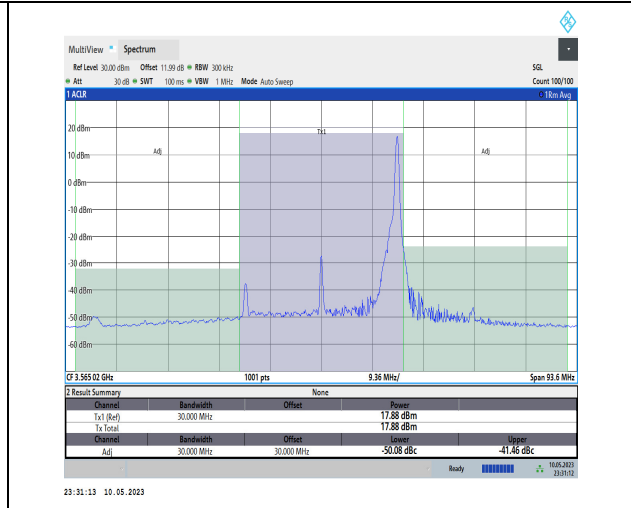 MultiView Spectrum
Ref Level 30.00 dBm Offset 11.99 dB RBW 300 kHz SGL
Att 30 dB SWT 100 ms VBW 1 MHz Mode Auto Sweep Count 100/100
1 ACLR 1Rm Avg
20 dBm
Tx1
10 dBm
Adj Adj
0 dBm
-10 dBm
-20 dBm
-30 dBm
-40 dBm
-50 dBm
-60 dBm
CF 3.56502 GHz 1001 pts 9.36 MHz/ Span 93.6 MHz
2 Result Summary None
Channel Bandwidth Offset Power
Tx1 (Ref) 30.000 MHz 17.88 dBm
Tx Total 17.88 dBm
Channel Bandwidth Offset Lower Upper
Adj 30.000 MHz 30.000 MHz -50.08 dBc -41.46 dBc
Ready 10.05.2023
23:31:12
23:31:13 10.05.2023